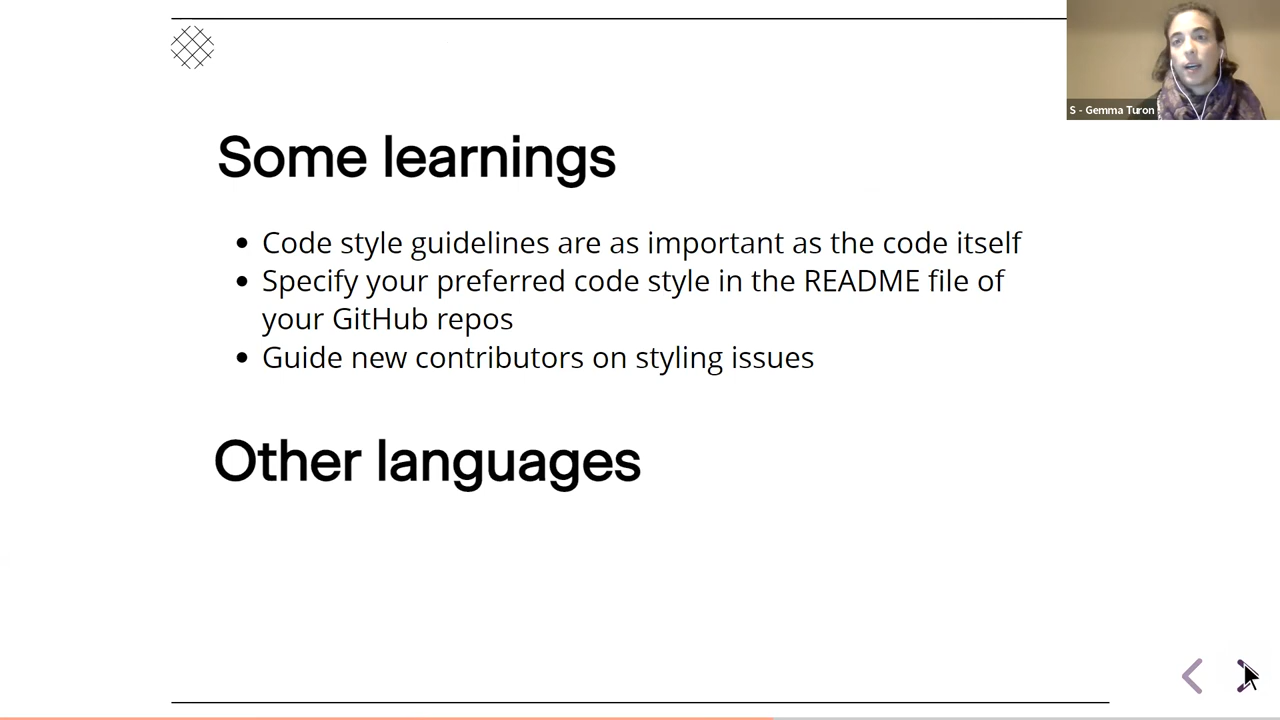 S - Gemma Turon
Some learnings
Code style guidelines are as important as the code itself
Specify your preferred code style in the README file of
your GitHub repos
Guide new contributors on styling issues
Other languages